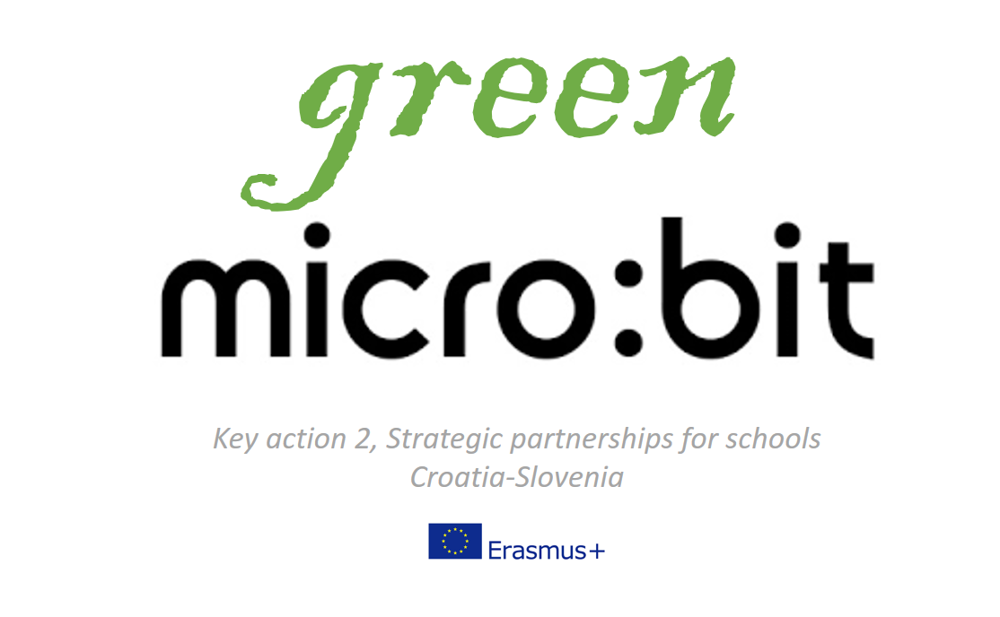 green
micro:bit
Key action 2, Strategic partnerships for schools
Croatia-Slovenia
Erasmus+